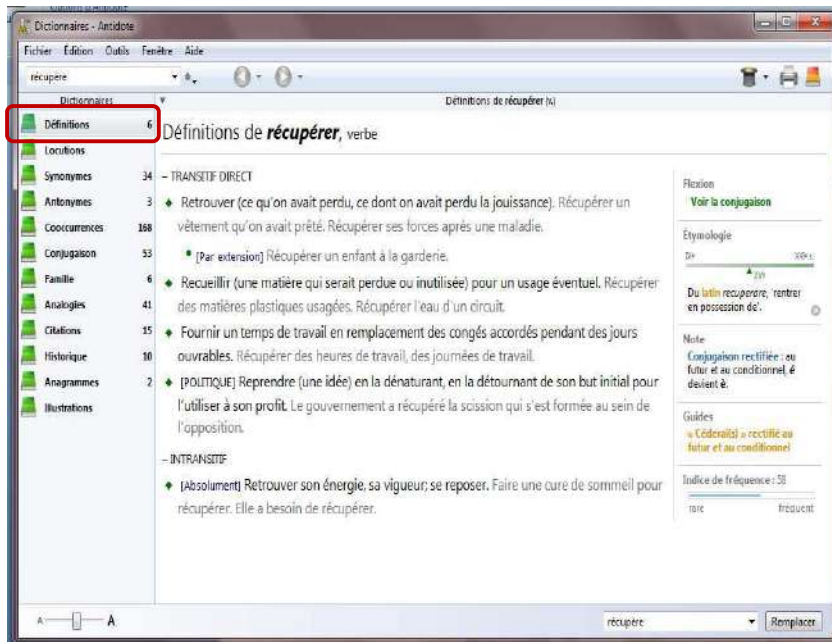 Dictionnaires - Antidote
Fichier Édition Outils Fenêtre Aide
récupère
Dictionnaires
Définitions de récupérer
Définitions 6
Locutions
Synonymes 34
Antonymes 3
Cooccurrences 168
Conjugaison 53
Famille 6
Analogies 41
Citations 15
Historique 10
Anagrammes 2
Illustrations
Définitions de récupérer, verbe
– TRANSITIF DIRECT
Retrouver (ce qu'on avait perdu, ce dont on avait perdu la jouissance). Récupérer un
vêtement qu'on avait prêté. Récupérer ses forces après une maladie.
[Par extension] Récupérer un enfant à la garderie.
Recueillir (une matière qui serait perdue ou inutilisée) pour un usage éventuel. Récupérer
des matières plastiques usagées. Récupérer l'eau d'un circuit.
Fournir un temps de travail en remplacement des congés accordés pendant des jours
ouvrables. Récupérer des heures de travail, des journées de travail.
[POLITIQUE] Reprendre (une idée) en la dénaturant, en la détournant de son but initial pour
l'utiliser à son profit. Le gouvernement a récupéré la scission qui s'est formée au sein de
l'opposition.
– INTRANSITIF
[Absolument] Retrouver son énergie, sa vigueur; se reposer. Faire une cure de sommeil pour
récupérer. Elle a besoin de récupérer.
Flexion
Voir la conjugaison
Étymologie
Du latin recuperare, 'rentrer
en possession de'.
Note
Conjugaison rectifiée : au
futur et au conditionnel, é
devient è.
Guides
« Céderai(s) » rectifié au
futur et au conditionnel
Indice de fréquence : 58
rare fréquent
A A
récupère
Remplacer